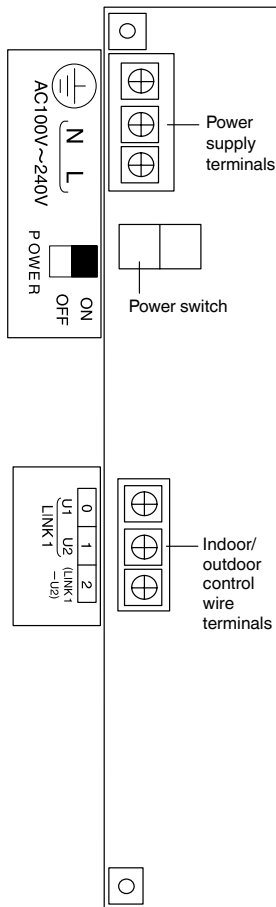 N L
AC100V～240V
POWER
ON
OFF
Power
supply
terminals
Power switch
0 1 2
U1 U2 (LINK1
–U2)
LINK1
Indoor/
outdoor
control
wire
terminals